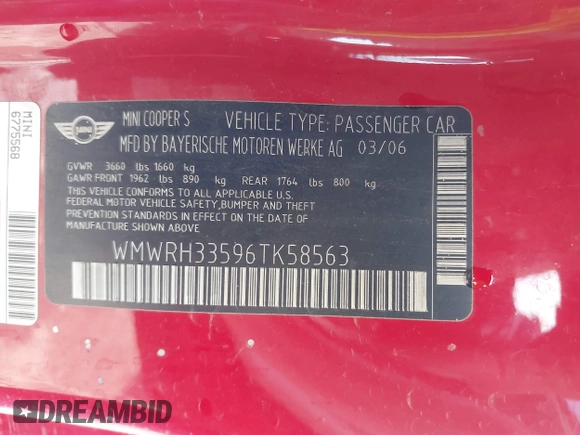 MINI
6775568
MINI
MINI COOPER S VEHICLE TYPE: PASSENGER CAR
MFD BY BAYERISCHE MOTOREN WERKE AG 03/06
GVWR 3660 lbs 1660 kg
GAWR FRONT 1962 lbs 890 kg REAR 1764 lbs 800 kg
THIS VEHICLE CONFORMS TO ALL APPLICABLE U.S.
FEDERAL MOTOR VEHICLE SAFETY,BUMPER AND THEFT
PREVENTION STANDARDS IN EFFECT ON THE DATE OF
MANUFACTURE SHOWN ABOVE
WMWRH33596TK58563
DREAMBID